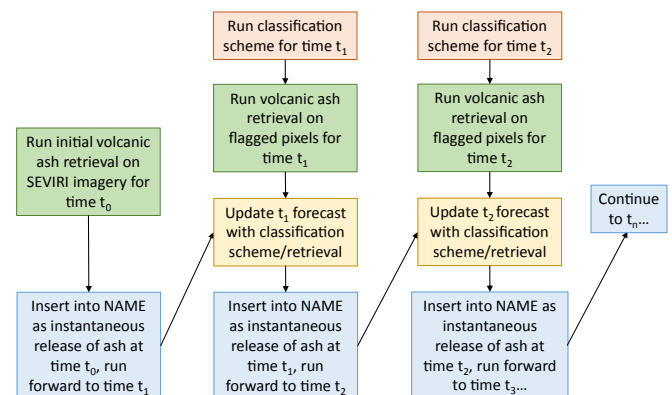 Run classification
scheme for time t₁
Run classification
scheme for time t₂
Run volcanic ash
retrieval on
flagged pixels for
time t₁
Run volcanic ash
retrieval on
flagged pixels for
time t₂
Run initial volcanic
ash retrieval on
SEVIRI imagery for
time t₀
Update t₁ forecast
with classification
scheme/retrieval
Update t₂ forecast
with classification
scheme/retrieval
Continue
to tₙ...
Insert into NAME
as instantaneous
release of ash at
time t₀, run
forward to time t₁
Insert into NAME
as instantaneous
release of ash at
time t₁, run
forward to time t₂
Insert into NAME as
instantaneous
release of ash at
time t₂, run forward
to time t₃...